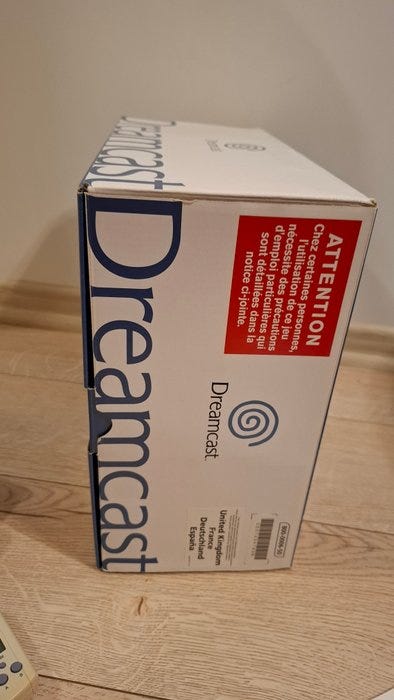 Dreamcast
Dreamcast
ATTENTION
Chez certaines personnes,
l'utilisation de ce jeu
nécessite des précautions
d'emploi particulières qui
sont détaillées dans la
notice ci-jointe.
Dreamcast.
United Kingdom
France
Deutschland
España